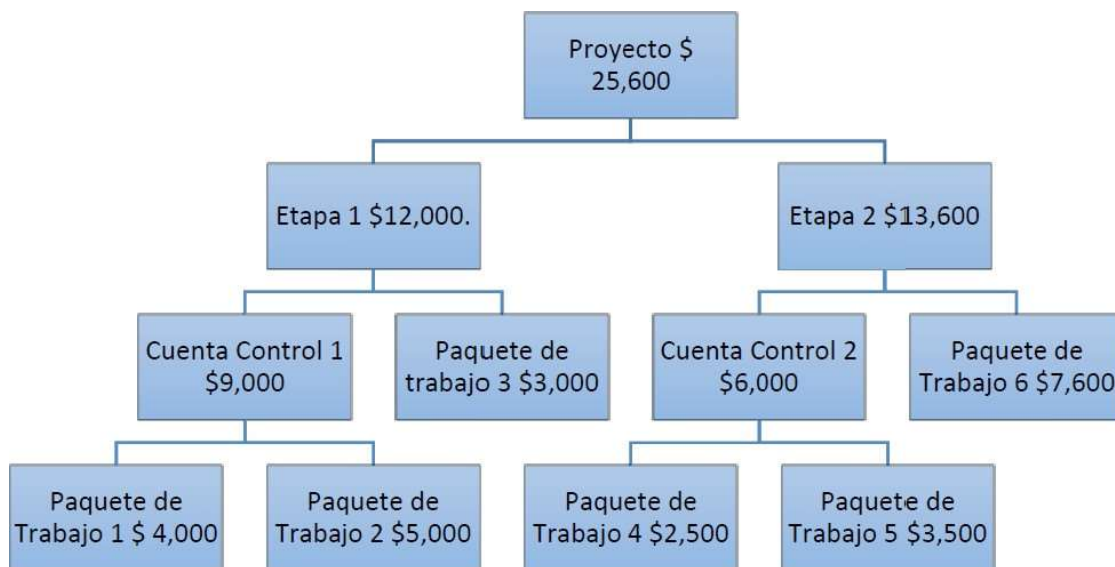 Proyecto $
25,600
Etapa 1 $12,000.
Etapa 2 $13,600
Cuenta Control 1
$9,000
Paquete de
trabajo 3 $3,000
Cuenta Control 2
$6,000
Paquete de
Trabajo 6 $7,600
Paquete de
Trabajo 1 $ 4,000
Paquete de
Trabajo 2 $5,000
Paquete de
Trabajo 4 $2,500
Paquete de
Trabajo 5 $3,500